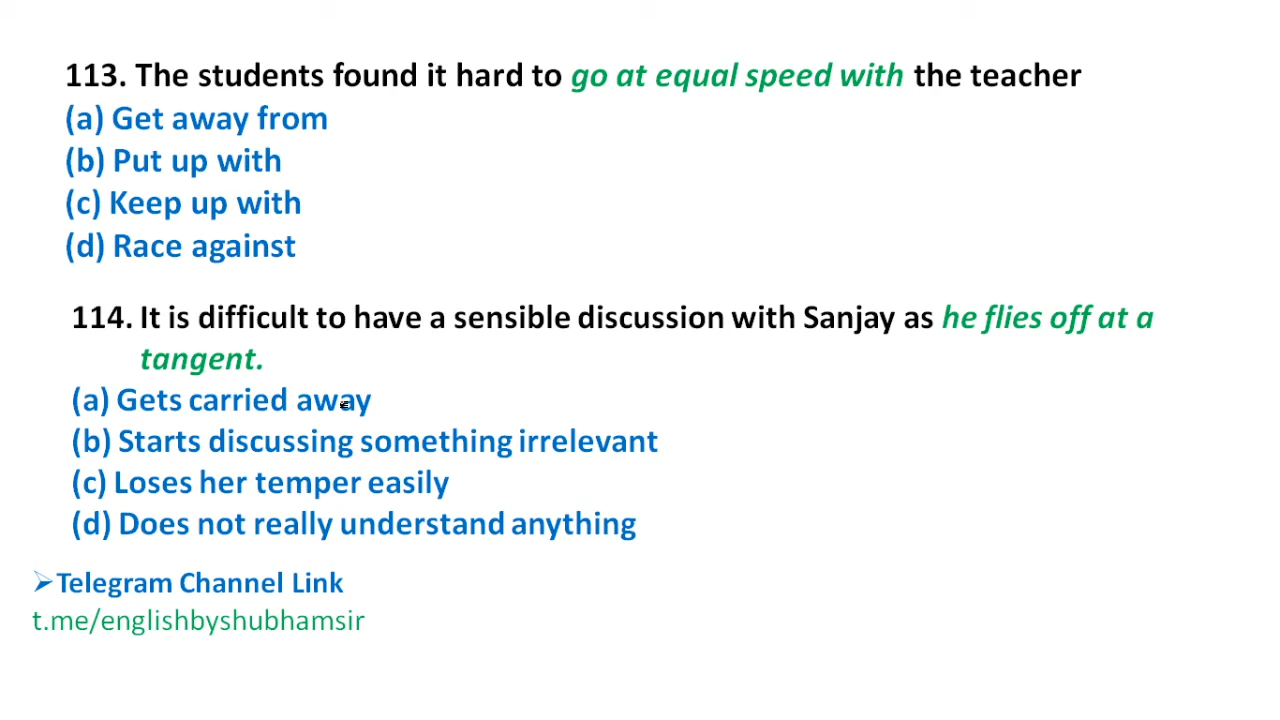 113. The students found it hard to go at equal speed with the teacher
(a) Get away from
(b) Put up with
(c) Keep up with
(d) Race against
114. It is difficult to have a sensible discussion with Sanjay as he flies off at a
tangent.
(a) Gets carried away
(b) Starts discussing something irrelevant
(c) Loses her temper easily
(d) Does not really understand anything
➢Telegram Channel Link
t.me/englishbyshubhamsir